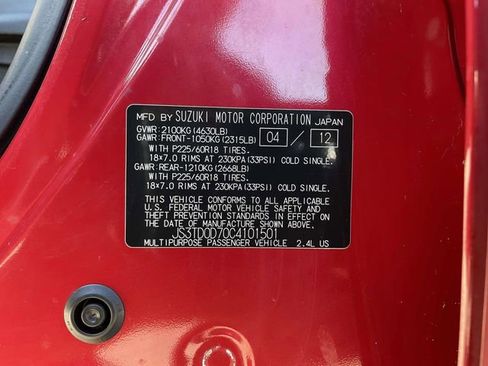 MFD BY SUZUKI MOTOR CORPORATION JAPAN
GVWR 2100KG(4630LB)
GAWR FRONT-1050KG(2315LB) 04 / 12
WITH P225/60R18 TIRES.
18×7.0 RIMS AT 230KPA(33PSI) COLD SINGLE.
GAWR REAR-1210KG(2668LB)
WITH P225/60R18 TIRES.
18×7.0 RIMS AT 230KPA(33PSI) COLD SINGLE.
THIS VEHICLE CONFORMS TO ALL APPLICABLE
U.S. FEDERAL MOTOR VEHICLE SAFETY AND
THEFT PREVENTION STANDARDS IN EFFECT ON
THE DATE OF MANUFACTURE SHOWN ABOVE.
JS3TD0D70C4101501
MULTIPURPOSE PASSENGER VEHICLE 2.4L US